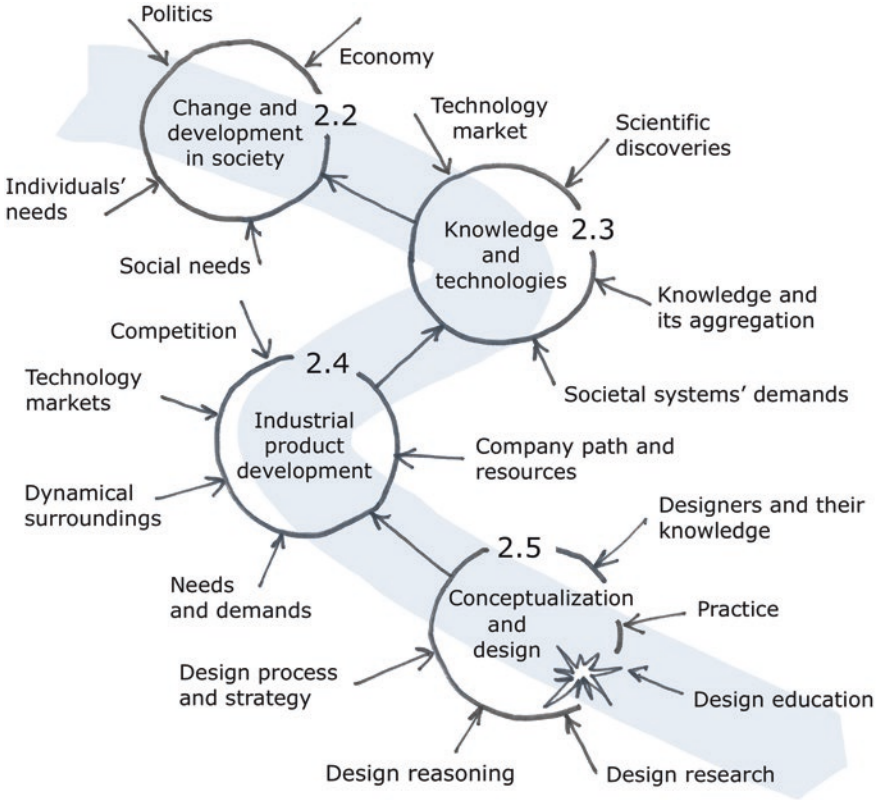 Politics
Economy
Change and
development
in society
2.2
Individuals’
needs
Social needs
Technology
market
Scientific
discoveries
Knowledge
and
technologies
2.3
Knowledge and
its aggregation
Societal systems’ demands
Competition
Technology
markets
2.4
Industrial
product
development
Company path and
resources
Dynamical
surroundings
Needs
and demands
2.5
Designers and their
knowledge
Conceptualization
and
design
Practice
Design process
and strategy
Design education
Design reasoning
Design research